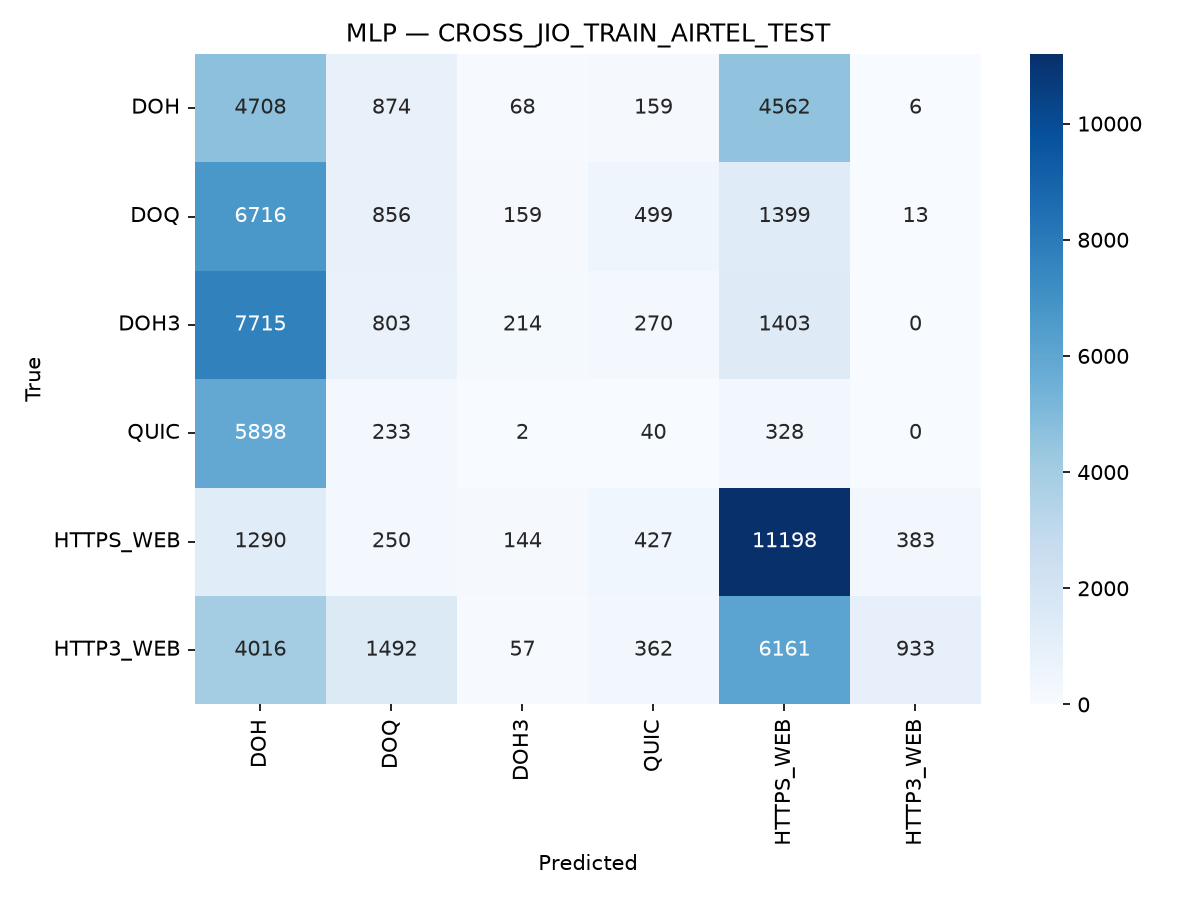 MLP — CROSS_JIO_TRAIN_AIRTEL_TEST
DOH 4708 874 68 159 4562 6
DOQ 6716 856 159 499 1399 13
DOH3 7715 803 214 270 1403 0
QUIC 5898 233 2 40 328 0
HTTPS_WEB 1290 250 144 427 11198 383
HTTP3_WEB 4016 1492 57 362 6161 933
True
DOH DOQ DOH3 QUIC HTTPS_WEB HTTP3_WEB
Predicted
10000
8000
6000
4000
2000
0